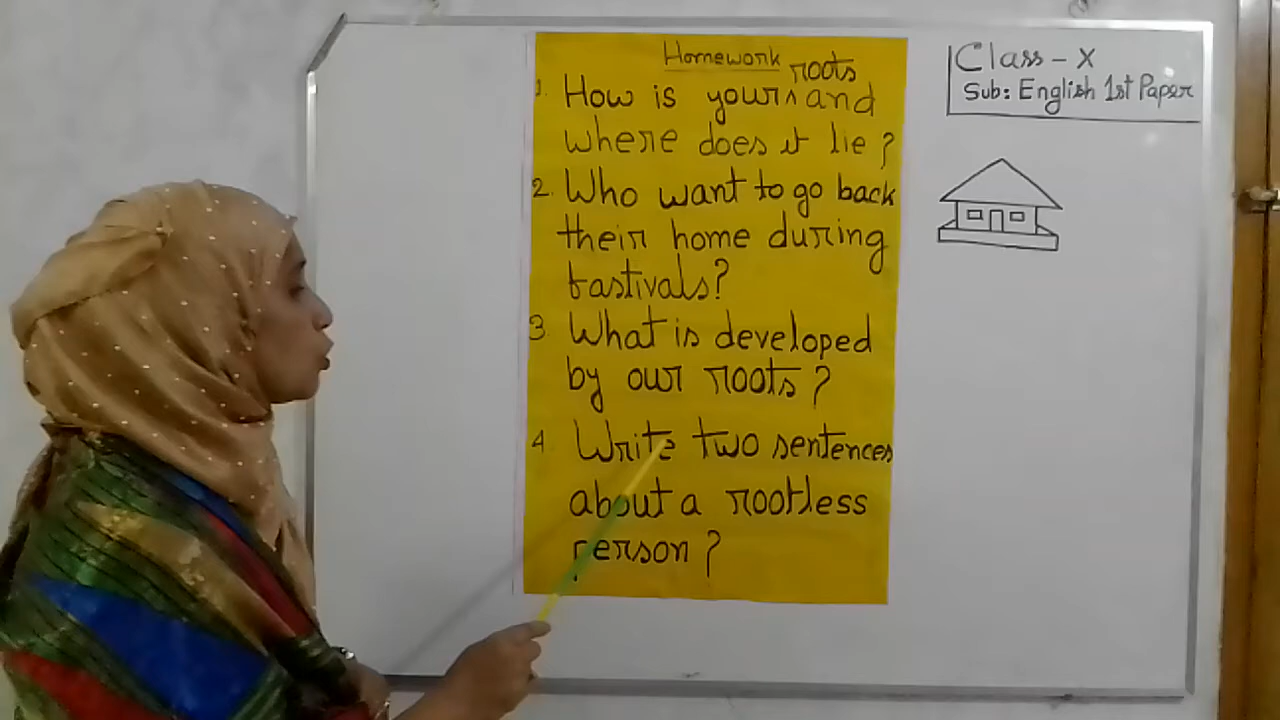 Homework
1. How is your roots and
where does it lie?
2. Who want to go back
their home during
fastivals?
3. What is developed
by our roots?
4. Write two sentences
about a rootless
person?
Class - X
Sub: English 1st Paper